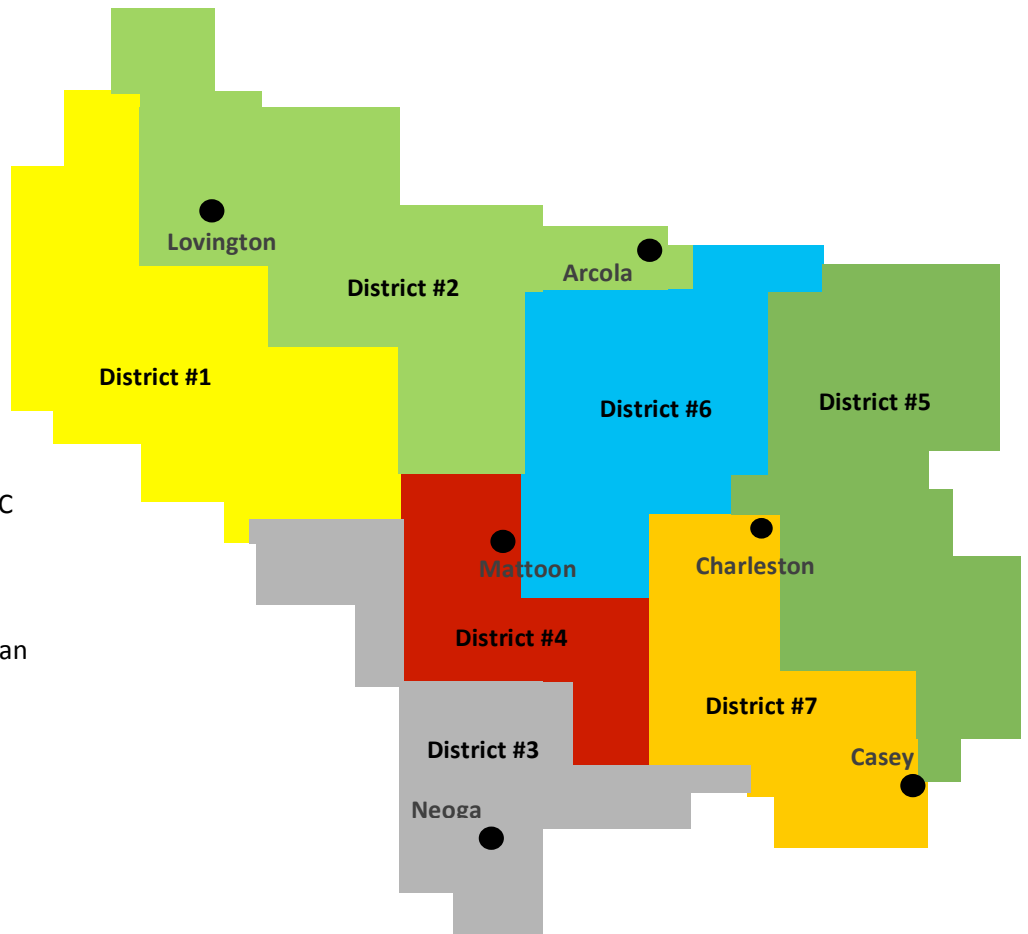 Lovington
Arcola
District #2
District #1
District #5
District #6
C
Mattoon
Charleston
District #4
an
District #7
District #3
Casey
Neoga